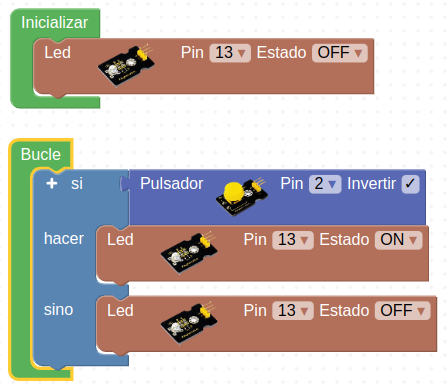 Inicializar
Led Pin 13 Estado OFF
Bucle
si Pulsador Pin 2 Invertir ✓
hacer Led Pin 13 Estado ON
sino Led Pin 13 Estado OFF